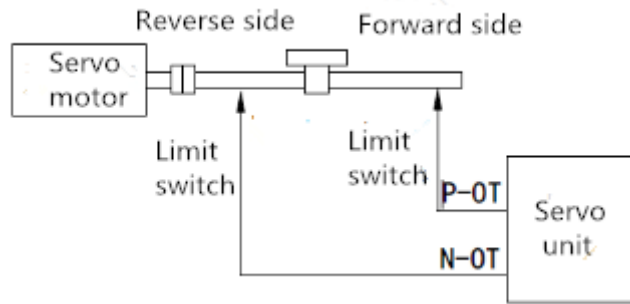 Reverse side
Forward side
Servo
motor
Limit
switch
Limit
switch
P-OT
N-OT
Servo
unit